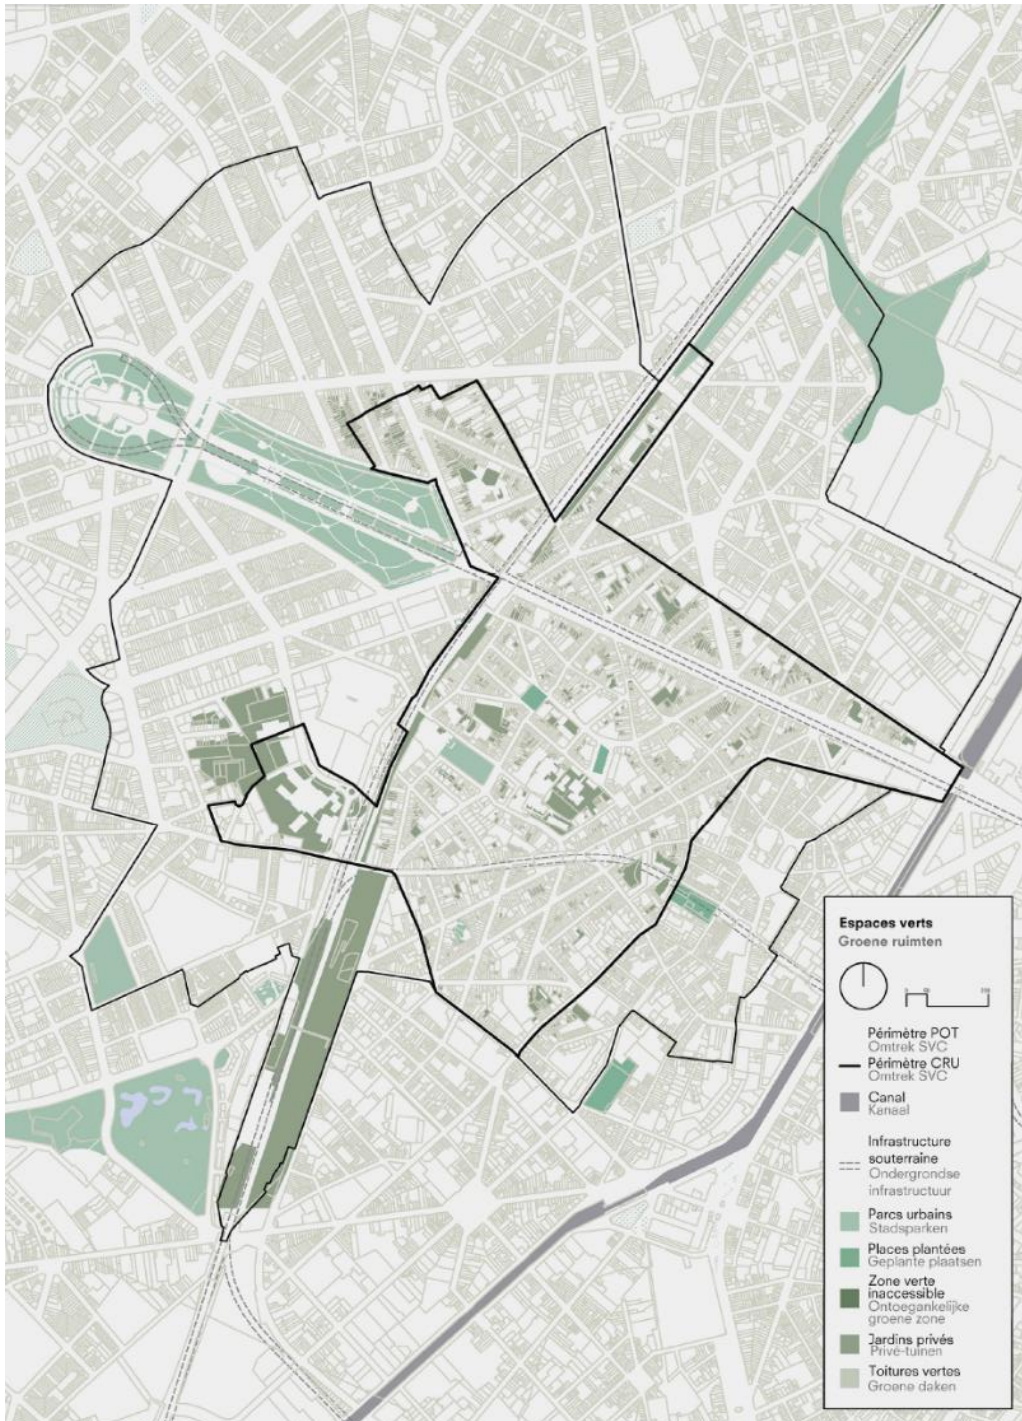 Espaces verts
Groene ruimten
Périmètre POT
Omtrek SVC
Périmètre CRU
Omtrek SVC
Canal
Kanaal
Infrastructure
souterraine
Ondergrondse
infrastructuur
Parcs urbains
Stadsparken
Places plantées
Geplante plaatsen
Zone verte
inaccessible
Ontoegankelijke
groene zone
Jardins privés
Privé-tuinen
Toitures vertes
Groene daken